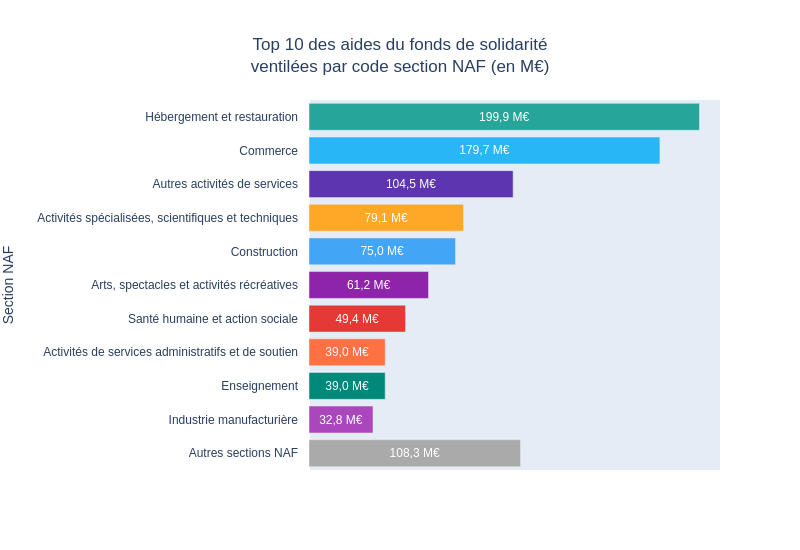 Top 10 des aides du fonds de solidarité
ventilées par code section NAF (en M€)
Section NAF
Hébergement et restauration 199,9 M€
Commerce 179,7 M€
Autres activités de services 104,5 M€
Activités spécialisées, scientifiques et techniques 79,1 M€
Construction 75,0 M€
Arts, spectacles et activités récréatives 61,2 M€
Santé humaine et action sociale 49,4 M€
Activités de services administratifs et de soutien 39,0 M€
Enseignement 39,0 M€
Industrie manufacturière 32,8 M€
Autres sections NAF 108,3 M€